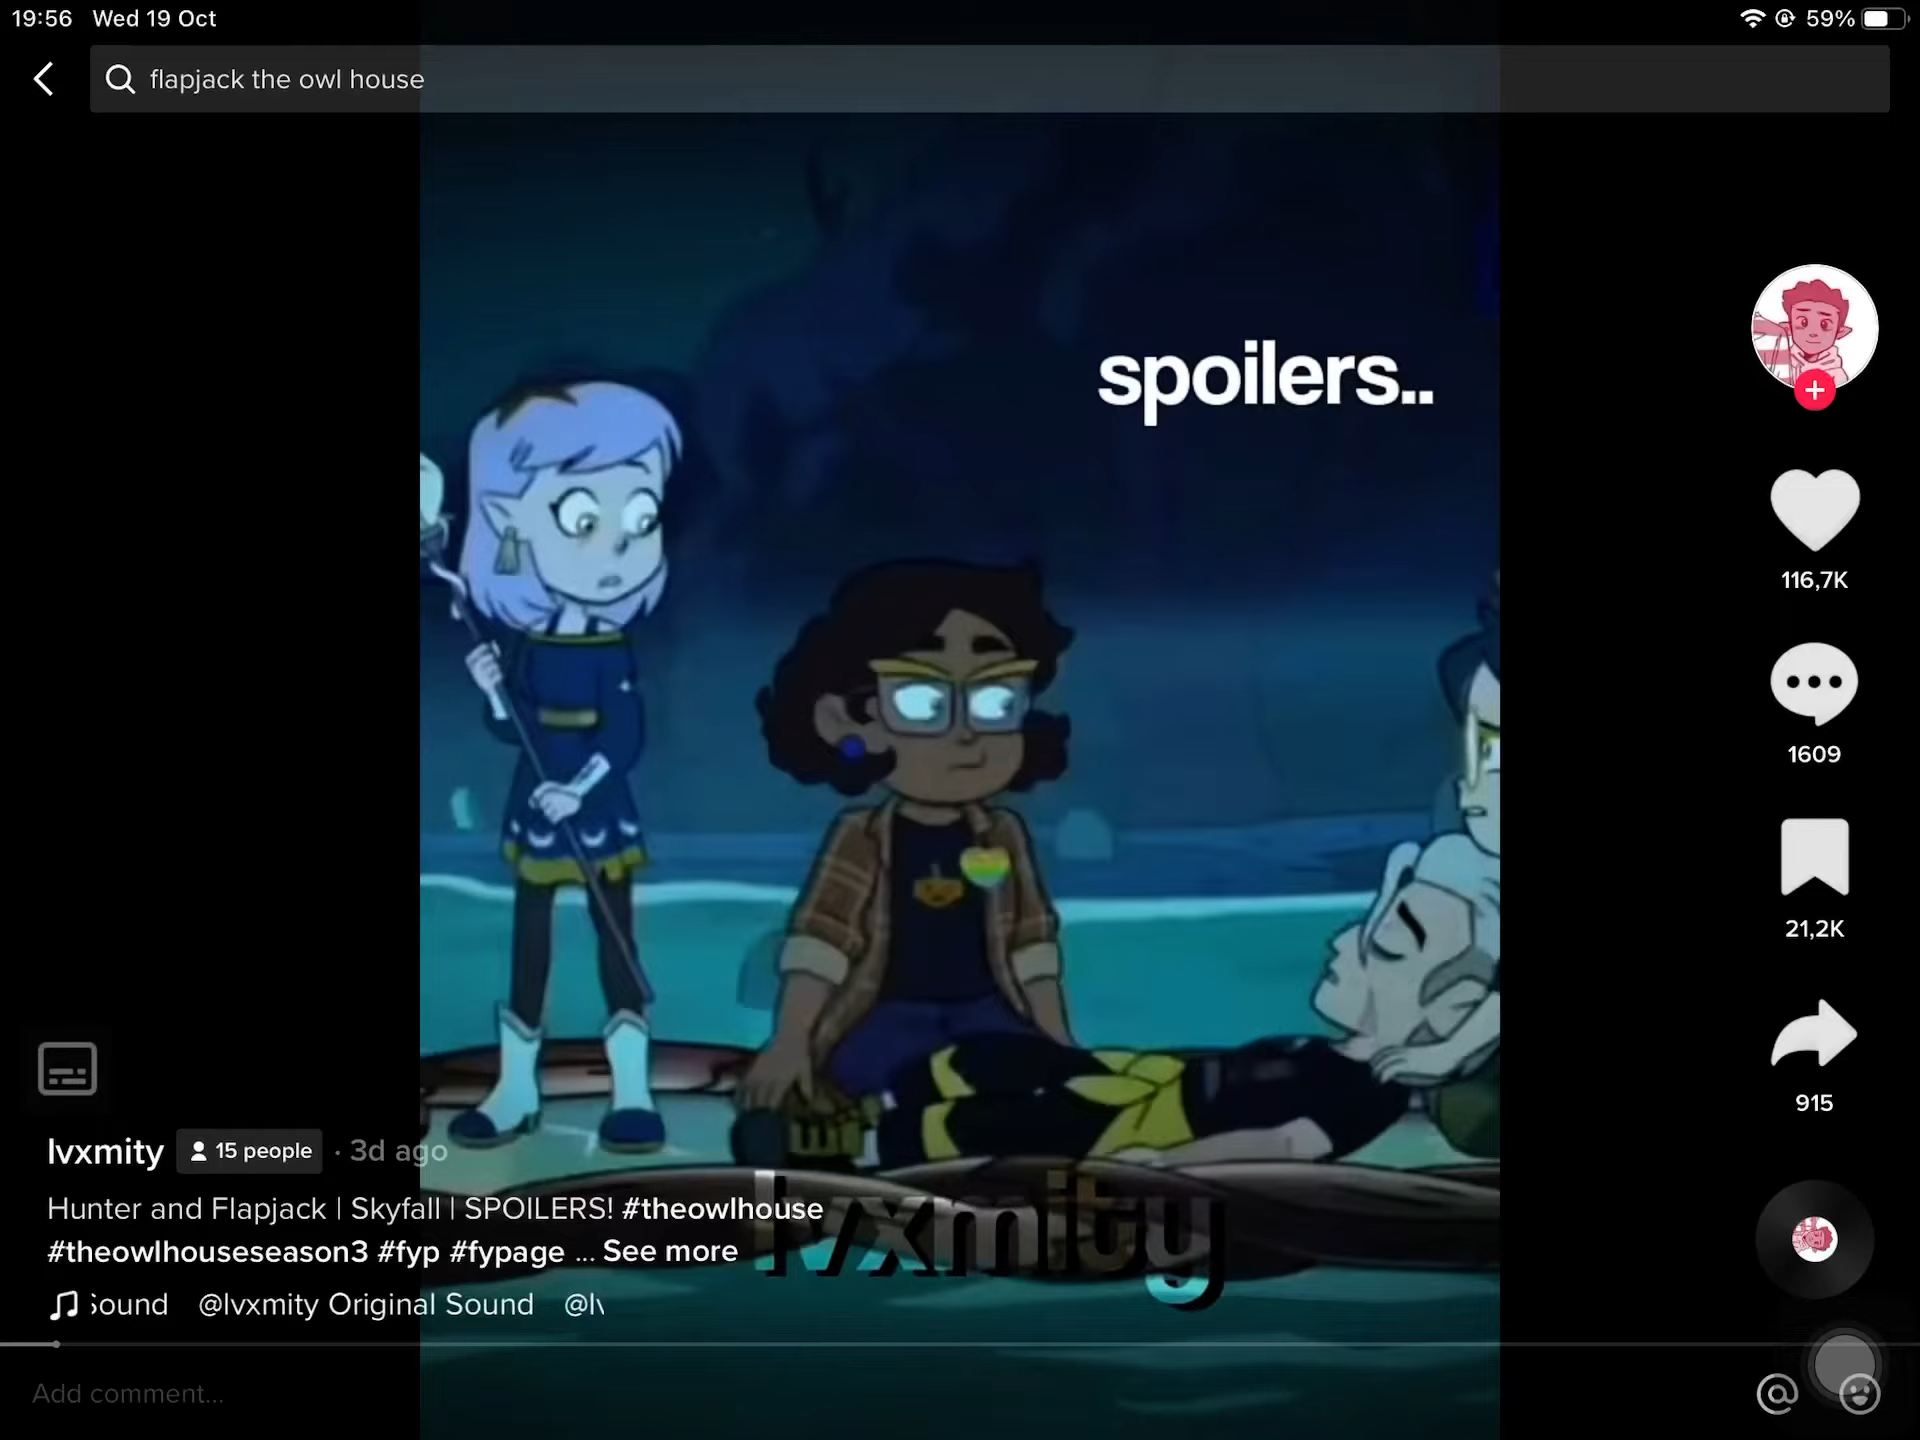 19:56 Wed 19 Oct
59%
flapjack the owl house
spoilers..
116,7K
1609
21,2K
915
lvxmity 15 people · 3d ago
Hunter and Flapjack | Skyfall | SPOILERS! #theowlhouse
#theowlhouseseason3 #fyp #fypage ... See more
Sound @lvxmity Original Sound @lv
lvxmity
Add comment...